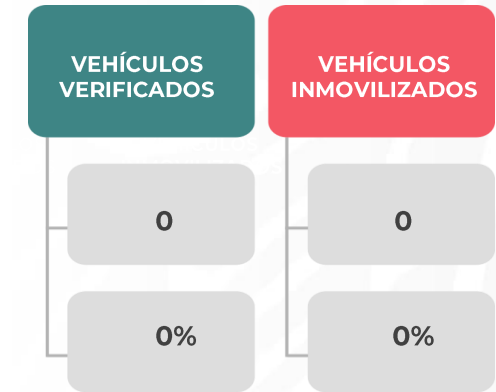 VEHÍCULOS
VERIFICADOS
0
0%
VEHÍCULOS
INMOVILIZADOS
0
0%